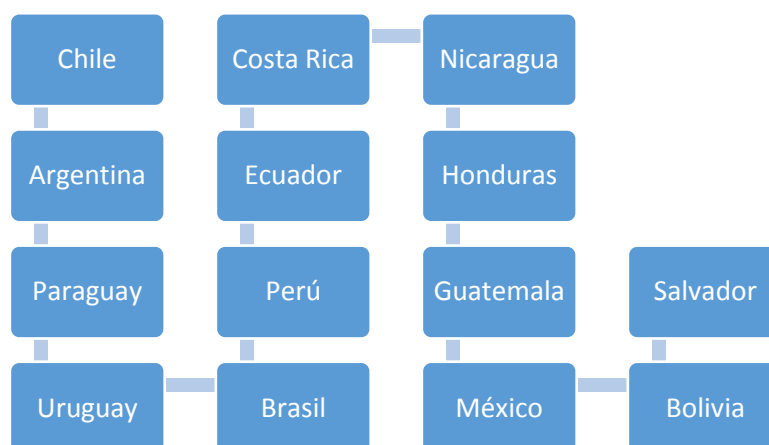 Chile
Argentina
Paraguay
Uruguay
Brasil
Perú
Ecuador
Costa Rica
Nicaragua
Honduras
Guatemala
México
Bolivia
Salvador